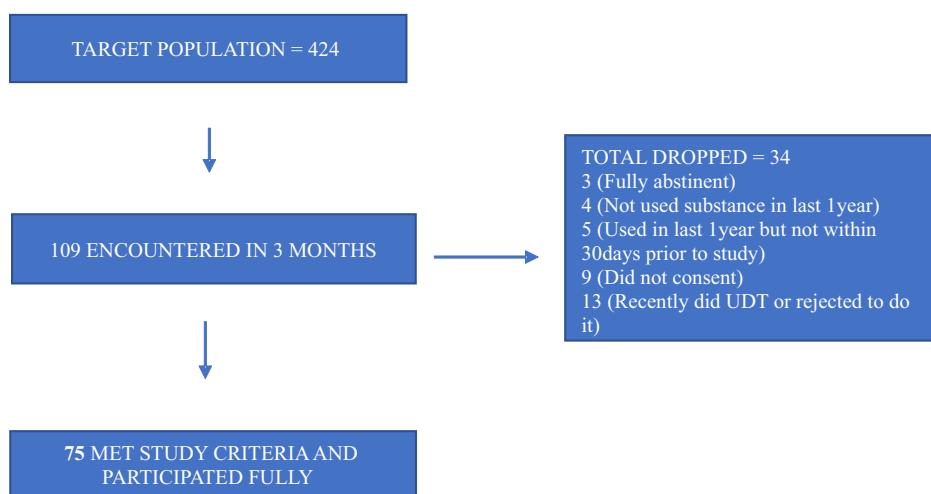 TARGET POPULATION = 424
109 ENCOUNTERED IN 3 MONTHS
TOTAL DROPPED = 34
3 (Fully abstinent)
4 (Not used substance in last 1year)
5 (Used in last 1year but not within
30days prior to study)
9 (Did not consent)
13 (Recently did UDT or rejected to do
it)
75 MET STUDY CRITERIA AND
PARTICIPATED FULLY